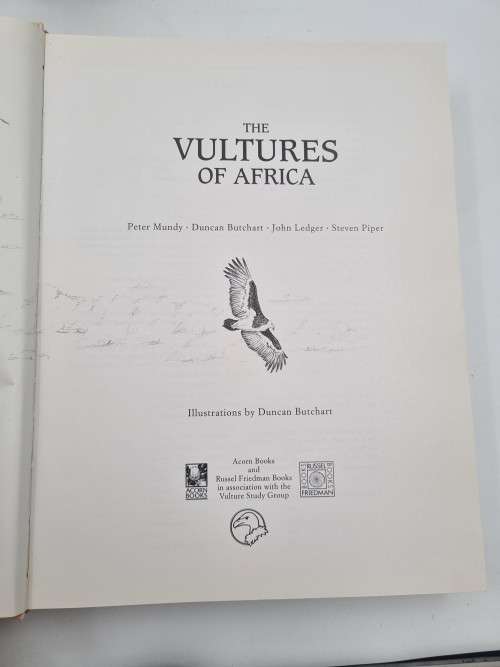 THE
VULTURES
OF AFRICA
Peter Mundy · Duncan Butchart · John Ledger · Steven Piper
Illustrations by Duncan Butchart
Acorn Books
and
Russel Friedman Books
in association with the
Vulture Study Group
ACORN
BOOKS
RUSSEL
FRIEDMAN
BOOKS
BOOKS